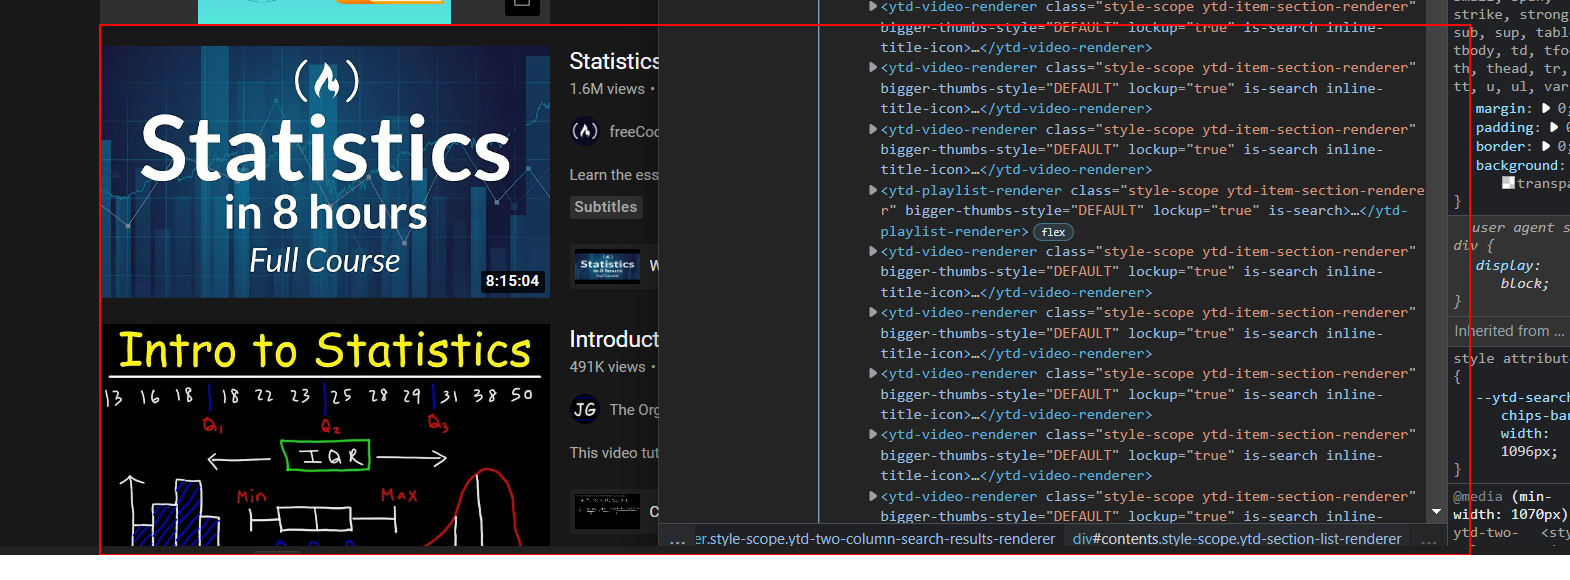 Statistics
in 8 hours
Full Course
8:15:04
Statistics
1.6M views •
freeCoc
Learn the ess
Subtitles
Statistics
in 8 hours
W
Intro to Statistics
13 16 18 18 22 23 25 28 29 31 38 50
Q1 Q2 Q3
IQR
Min Max
Introduct
491K views •
JG The Org
This video tut
C
<ytd-video-renderer class="style-scope ytd-item-section-renderer"
bigger-thumbs-style="DEFAULT" lockup="true" is-search inline-
title-icon>…</ytd-video-renderer>
<ytd-video-renderer class="style-scope ytd-item-section-renderer"
bigger-thumbs-style="DEFAULT" lockup="true" is-search inline-
title-icon>…</ytd-video-renderer>
<ytd-video-renderer class="style-scope ytd-item-section-renderer"
bigger-thumbs-style="DEFAULT" lockup="true" is-search inline-
title-icon>…</ytd-video-renderer>
<ytd-playlist-renderer class="style-scope ytd-item-section-rendere
r" bigger-thumbs-style="DEFAULT" lockup="true" is-search>…</ytd-
playlist-renderer> flex
<ytd-video-renderer class="style-scope ytd-item-section-renderer"
bigger-thumbs-style="DEFAULT" lockup="true" is-search inline-
title-icon>…</ytd-video-renderer>
<ytd-video-renderer class="style-scope ytd-item-section-renderer"
bigger-thumbs-style="DEFAULT" lockup="true" is-search inline-
title-icon>…</ytd-video-renderer>
<ytd-video-renderer class="style-scope ytd-item-section-renderer"
bigger-thumbs-style="DEFAULT" lockup="true" is-search inline-
title-icon>…</ytd-video-renderer>
<ytd-video-renderer class="style-scope ytd-item-section-renderer"
bigger-thumbs-style="DEFAULT" lockup="true" is-search inline-
title-icon>…</ytd-video-renderer>
<ytd-video-renderer class="style-scope ytd-item-section-renderer"
bigger-thumbs-style="DEFAULT" lockup="true" is-search inline-
… er.style-scope.ytd-two-column-search-results-renderer div#contents.style-scope.ytd-section-list-renderer …
strike, strong
sub, sup, tabl
tbody, td, tfo
th, thead, tr,
tt, u, ul, var
margin: 0;
padding: 0
border: 0;
background:
transpa
}
user agent s
div {
display:
block;
}
Inherited from …
style attribut
{
--ytd-search
chips-ba
width:
1096px;
}
@media (min-
width: 1070px)
ytd-two- <sty